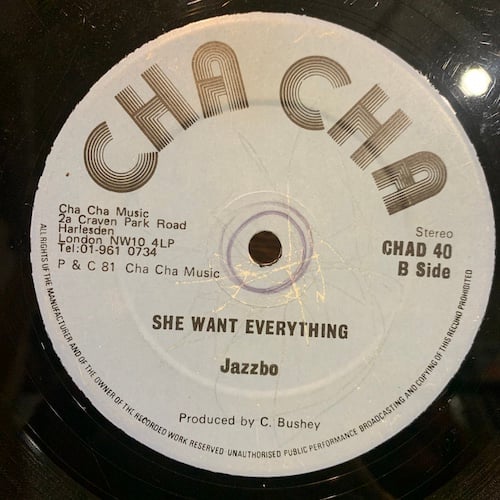 CHA CHA
Cha Cha Music
2a Craven Park Road
Harlesden
London NW10 4LP
Tel:01-961 0734
P & C 81 Cha Cha Music
Stereo
CHAD 40
B Side
SHE WANT EVERYTHING
Jazzbo
Produced by C. Bushey
ALL RIGHTS OF THE MANUFACTURER AND OF THE OWNER OF THE RECORDED WORK RESERVED UNAUTHORISED PUBLIC PERFORMANCE BROADCASTING AND COPYING OF THIS RECORD PROHIBITED